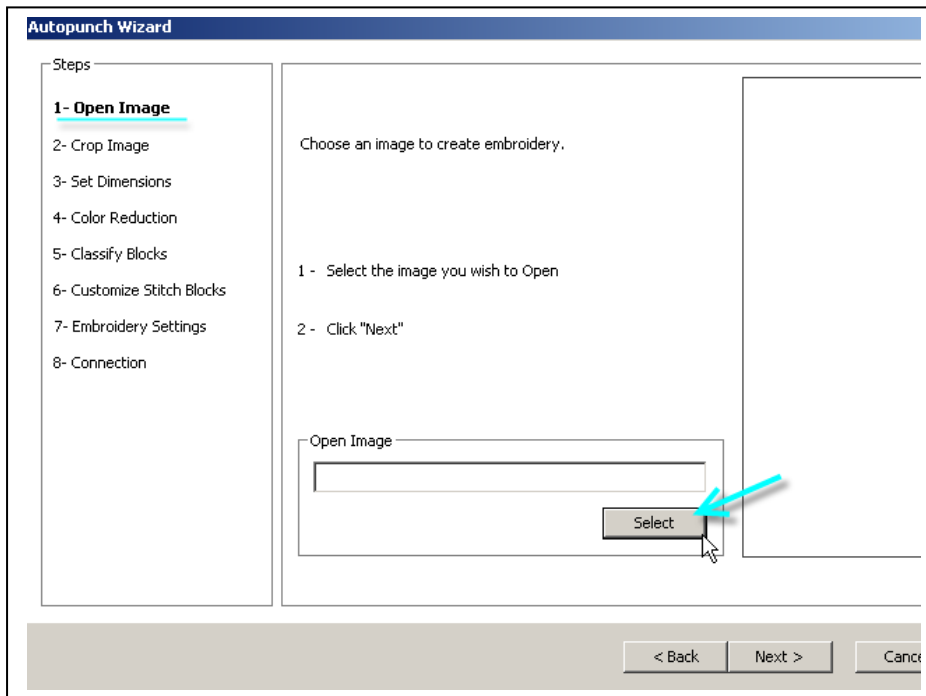 Autopunch Wizard
Steps
1- Open Image
2- Crop Image
3- Set Dimensions
4- Color Reduction
5- Classify Blocks
6- Customize Stitch Blocks
7- Embroidery Settings
8- Connection
Choose an image to create embroidery.
1 - Select the image you wish to Open
2 - Click "Next"
Open Image
Select
< Back
Next >
Cance